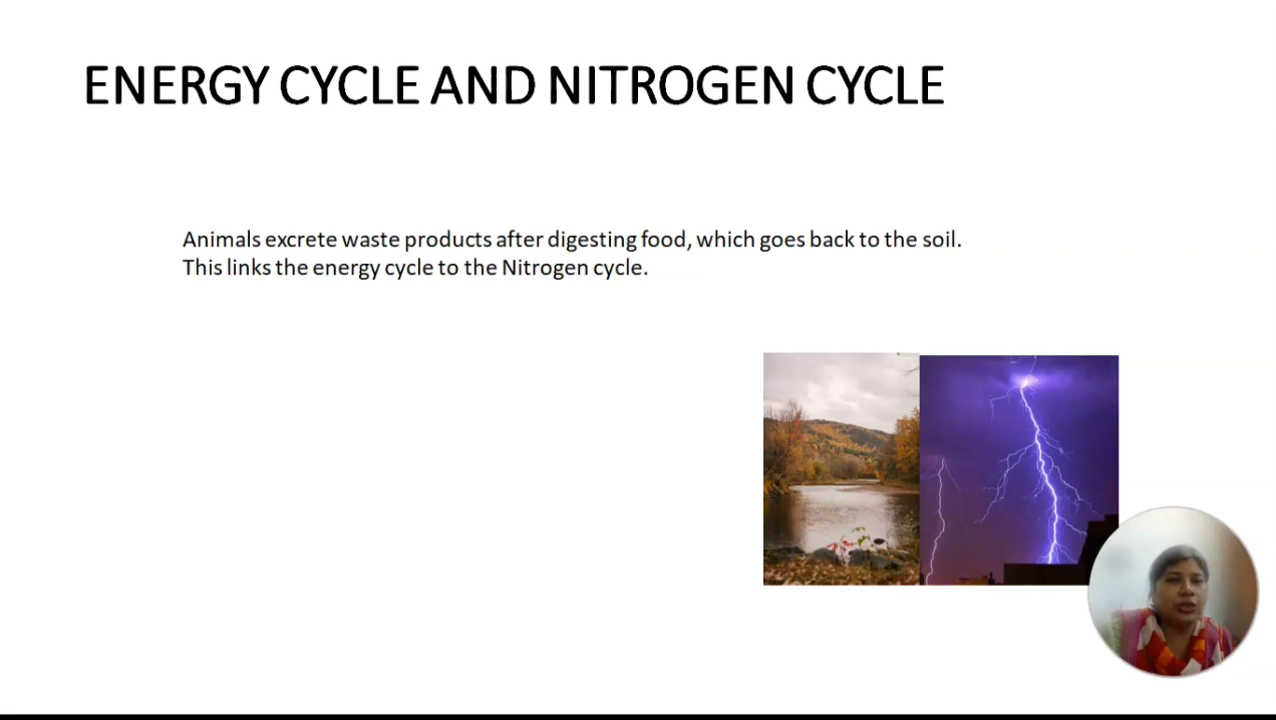 ENERGY CYCLE AND NITROGEN CYCLE
Animals excrete waste products after digesting food, which goes back to the soil.
This links the energy cycle to the Nitrogen cycle.